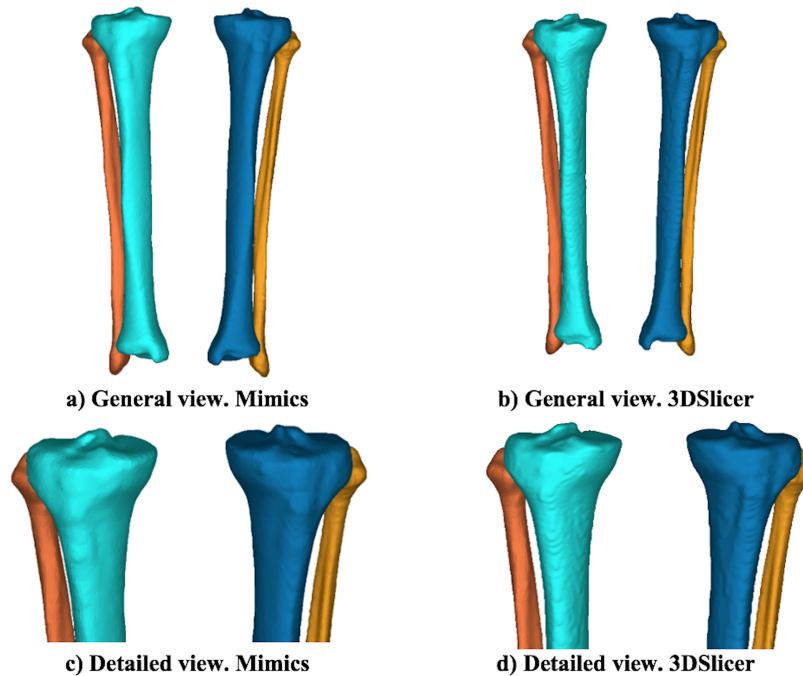 a) General view. Mimics
b) General view. 3DSlicer
c) Detailed view. Mimics
d) Detailed view. 3DSlicer